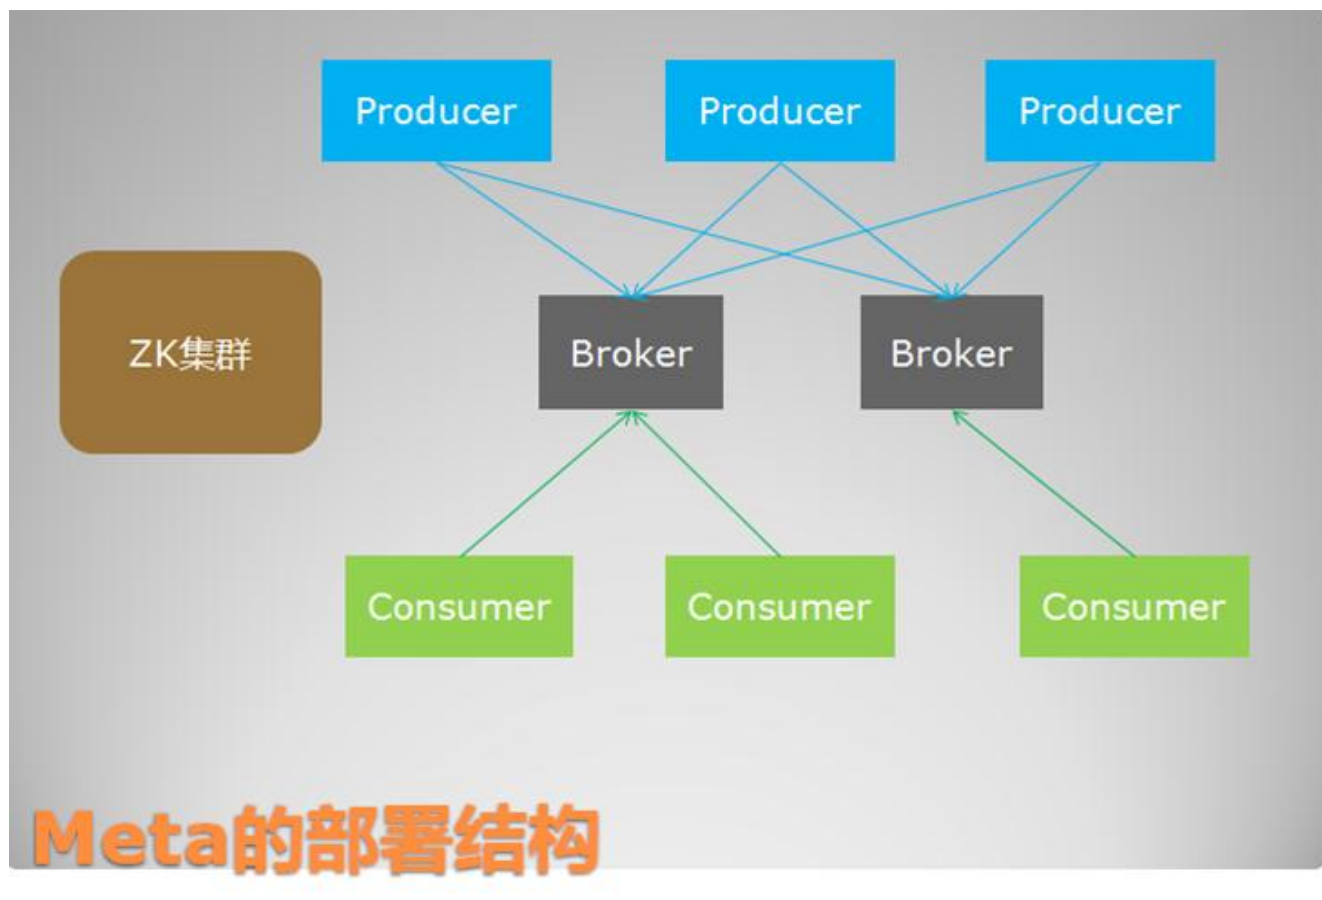 Producer
Producer
Producer
ZK集群
Broker
Broker
Consumer
Consumer
Consumer
Meta的部署结构